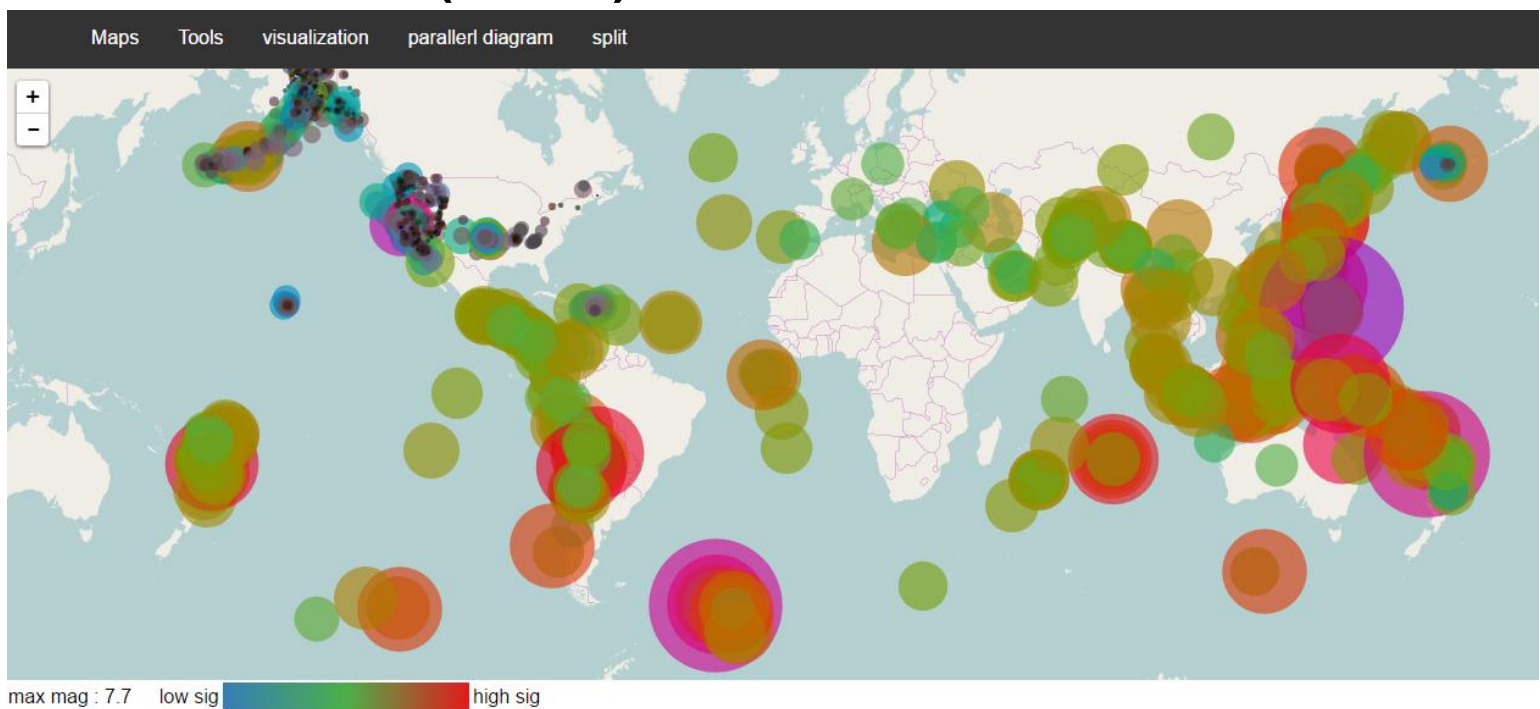 Maps Tools visualization parallerl diagram split
+
−
max mag : 7.7 low sig high sig